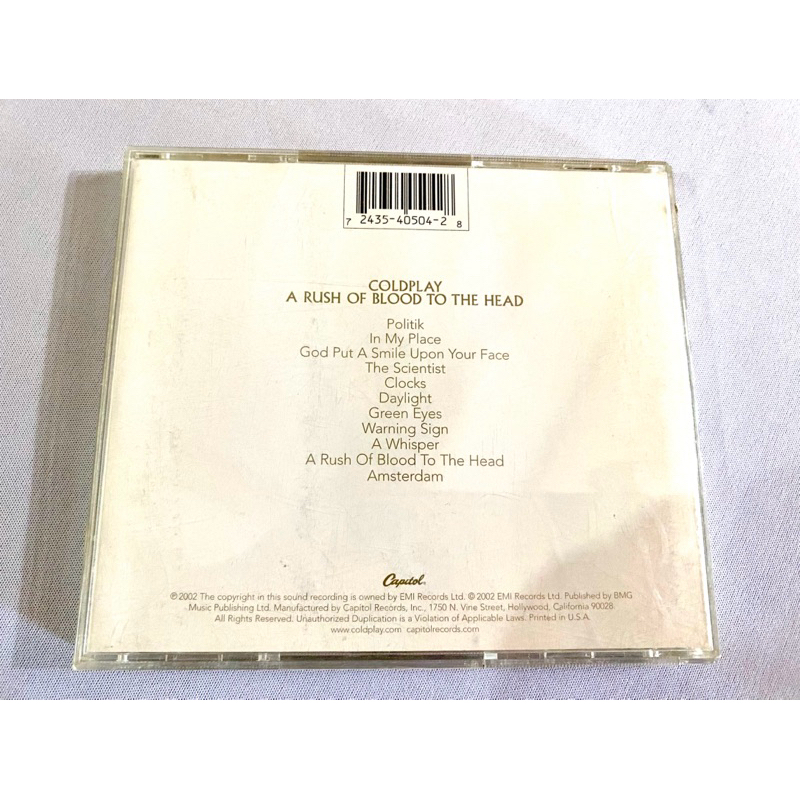 7 2435-40504-2 8
COLDPLAY
A RUSH OF BLOOD TO THE HEAD
Politik
In My Place
God Put A Smile Upon Your Face
The Scientist
Clocks
Daylight
Green Eyes
Warning Sign
A Whisper
A Rush Of Blood To The Head
Amsterdam
Capitol
℗ 2002 The copyright in this sound recording is owned by EMI Records Ltd. © 2002 EMI Records Ltd. Published by BMG
Music Publishing Ltd. Manufactured by Capitol Records, Inc., 1750 N. Vine Street, Hollywood, California 90028.
All Rights Reserved. Unauthorized Duplication is a Violation of Applicable Laws. Printed in U.S.A.
www.coldplay.com capitolrecords.com